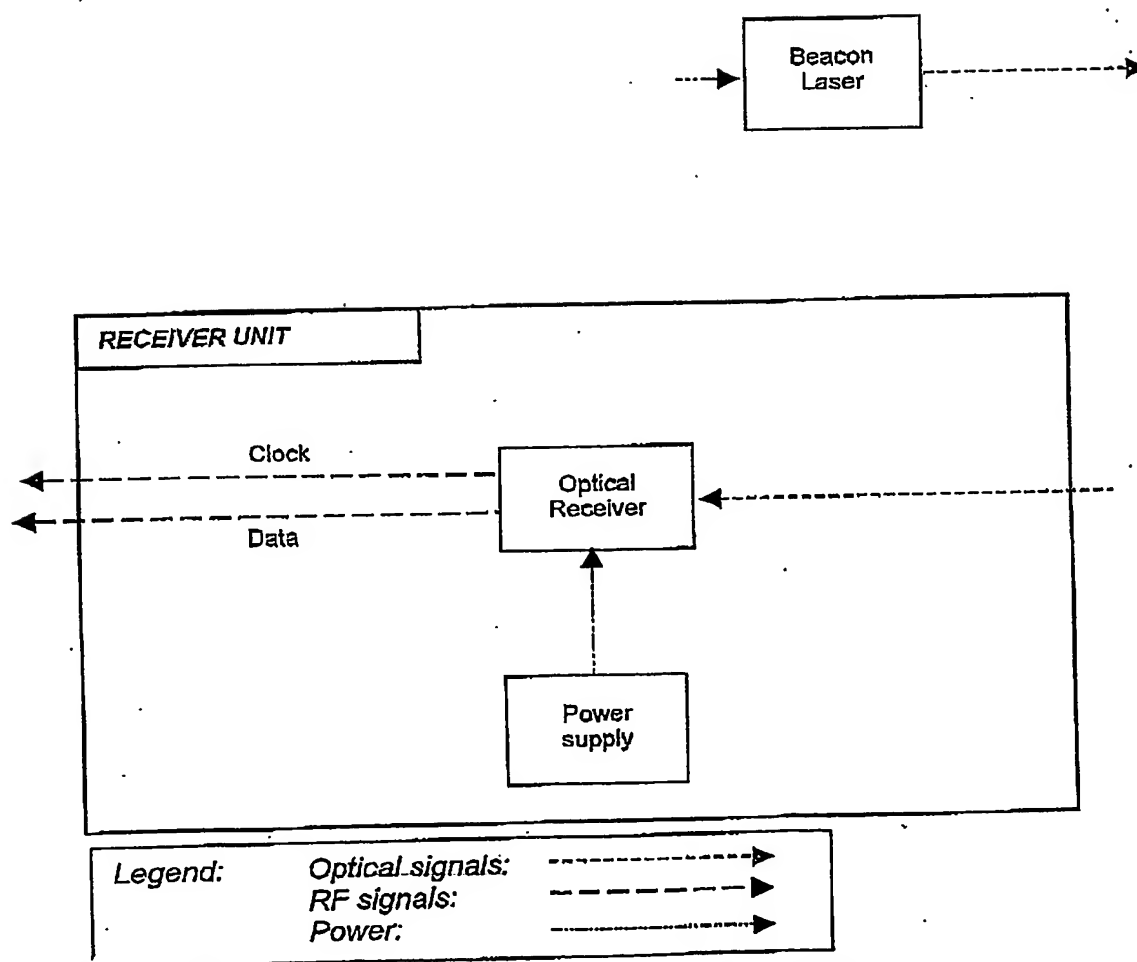 Beacon
Laser
RECEIVER UNIT
Clock
Optical
Receiver
Data
Power
supply
Legend:
Optical signals:
RF signals:
Power: